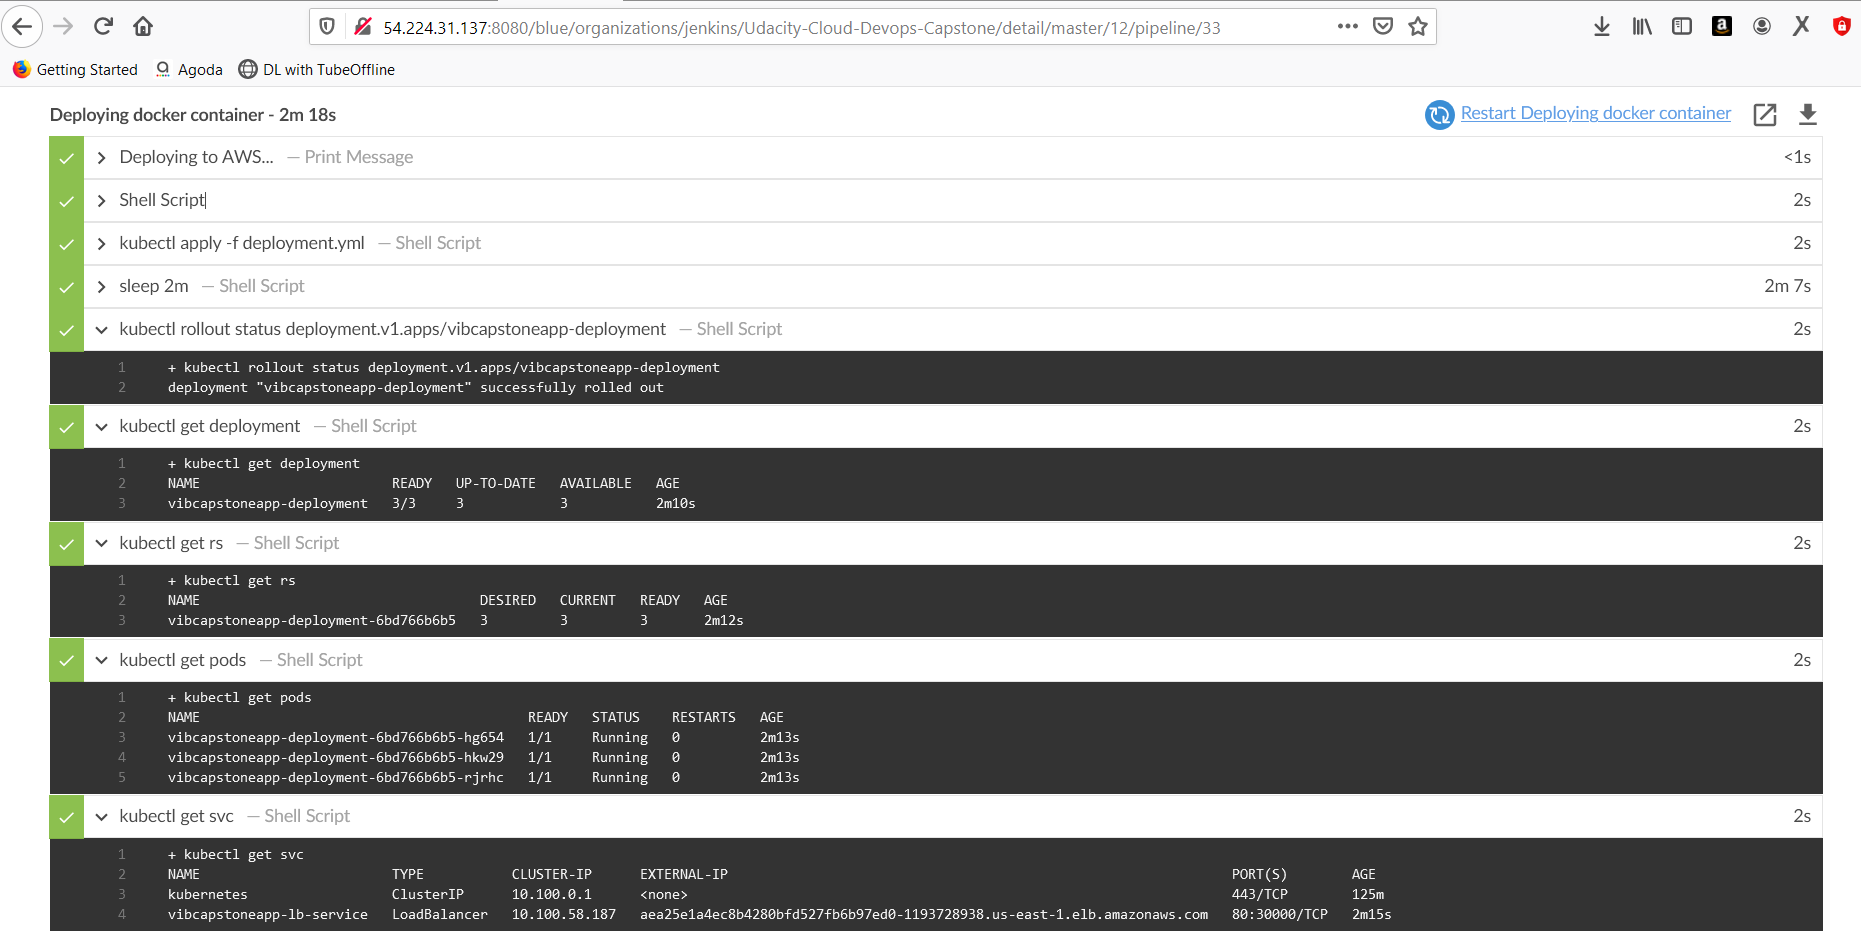 54.224.31.137:8080/blue/organizations/jenkins/Udacity-Cloud-Devops-Capstone/detail/master/12/pipeline/33
Getting Started Agoda DL with TubeOffline
Deploying docker container - 2m 18s Restart Deploying docker container
Deploying to AWS... — Print Message <1s
Shell Script 2s
kubectl apply -f deployment.yml — Shell Script 2s
sleep 2m — Shell Script 2m 7s
kubectl rollout status deployment.v1.apps/vibcapstoneapp-deployment — Shell Script 2s
1 + kubectl rollout status deployment.v1.apps/vibcapstoneapp-deployment
2 deployment "vibcapstoneapp-deployment" successfully rolled out
kubectl get deployment — Shell Script 2s
1 + kubectl get deployment
2 NAME READY UP-TO-DATE AVAILABLE AGE
3 vibcapstoneapp-deployment 3/3 3 3 2m10s
kubectl get rs — Shell Script 2s
1 + kubectl get rs
2 NAME DESIRED CURRENT READY AGE
3 vibcapstoneapp-deployment-6bd766b6b5 3 3 3 2m12s
kubectl get pods — Shell Script 2s
1 + kubectl get pods
2 NAME READY STATUS RESTARTS AGE
3 vibcapstoneapp-deployment-6bd766b6b5-hg654 1/1 Running 0 2m13s
4 vibcapstoneapp-deployment-6bd766b6b5-hkw29 1/1 Running 0 2m13s
5 vibcapstoneapp-deployment-6bd766b6b5-rjrhc 1/1 Running 0 2m13s
kubectl get svc — Shell Script 2s
1 + kubectl get svc
2 NAME TYPE CLUSTER-IP EXTERNAL-IP PORT(S) AGE
3 kubernetes ClusterIP 10.100.0.1 <none> 443/TCP 125m
4 vibcapstoneapp-lb-service LoadBalancer 10.100.58.187 aea25e1a4ec8b4280bfd527fb6b97ed0-1193728938.us-east-1.elb.amazonaws.com 80:30000/TCP 2m15s